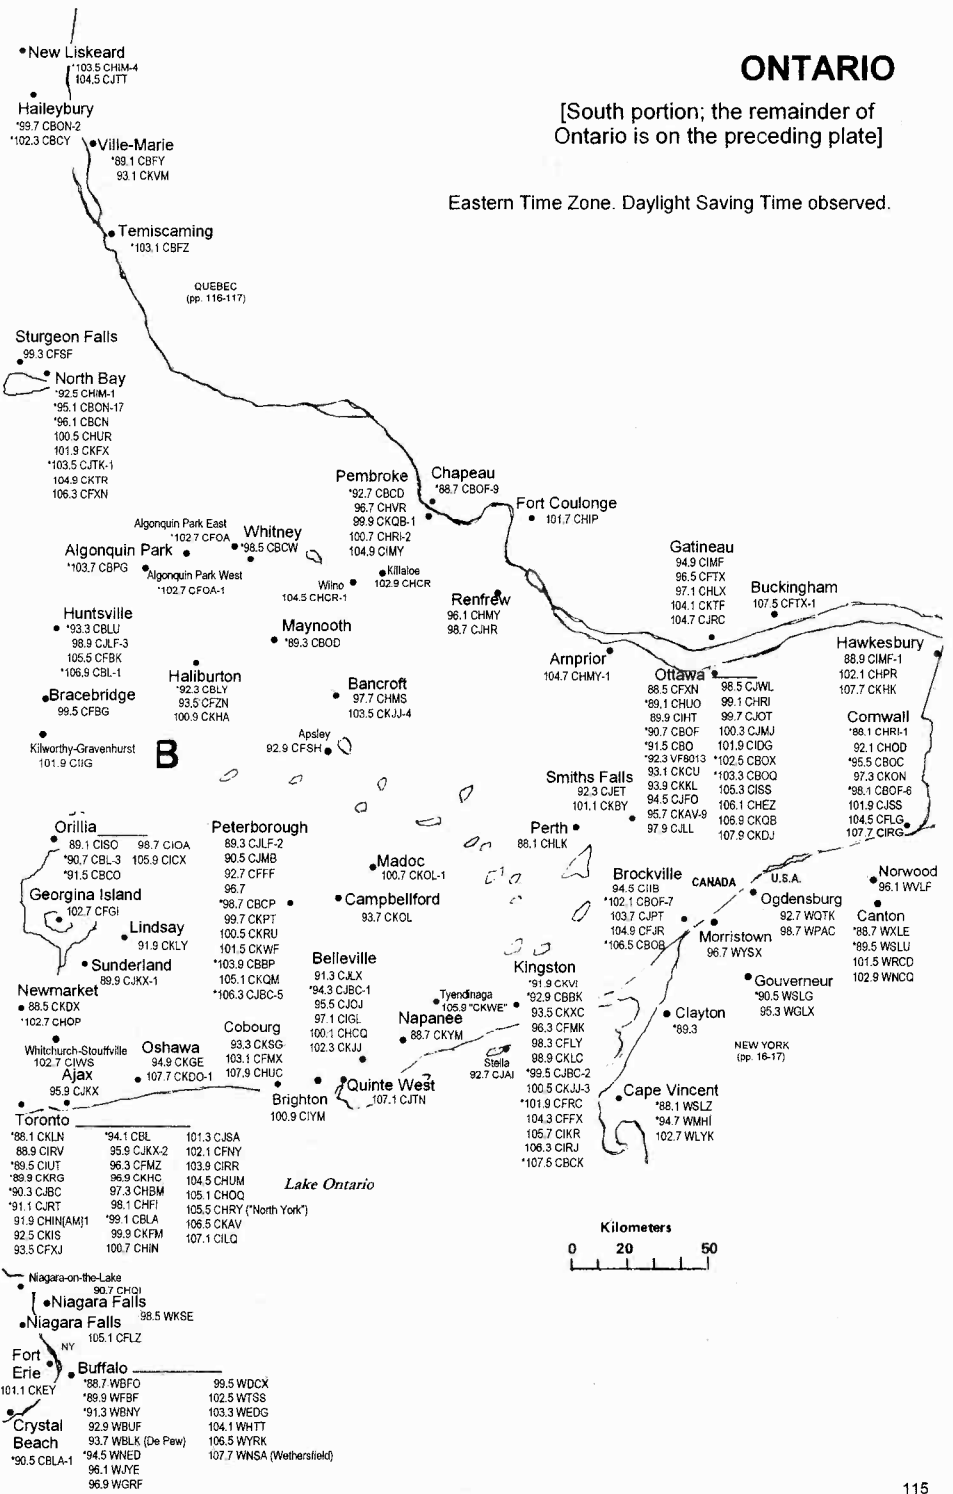 ONTARIO
[South portion; the remainder of
Ontario is on the preceding plate]
Eastern Time Zone. Daylight Saving Time observed.
New Liskeard
*103.5 CHIM-4
104.5 CJTT
Haileybury
*99.7 CBON-2
*102.3 CBCY
Ville-Marie
*89.1 CBFY
93.1 CKVM
Temiscaming
*103.1 CBFZ
QUEBEC
(pp. 116-117)
Sturgeon Falls
99.3 CFSF
North Bay
*92.5 CHIM-1
*95.1 CBON-17
*96.1 CBCN
100.5 CHUR
101.9 CKFX
*103.5 CJTK-1
104.9 CKTR
106.3 CFXN
Pembroke
*92.7 CBCD
96.7 CHVR
99.9 CKQB-1
100.7 CHRI-2
104.9 CIMY
Chapeau
*88.7 CBOF-9
Fort Coulonge
101.7 CHIP
Algonquin Park East
*102.7 CFOA
Whitney
*98.5 CBCW
Algonquin Park
*103.7 CBPG
Algonquin Park West
*102.7 CFOA-1
Wilno
104.5 CHCR-1
Killaloe
102.9 CHCR
Renfrew
96.1 CHMY
98.7 CJHR
Gatineau
94.9 CIMF
96.5 CFTX
97.1 CHLX
104.1 CKTF
104.7 CJRC
Buckingham
107.5 CFTX-1
Huntsville
*93.3 CBLU
98.9 CJLF-3
105.5 CFBK
*106.9 CBL-1
Maynooth
*89.3 CBOD
Haliburton
*92.3 CBLY
93.5 CFZN
100.9 CKHA
Bancroft
97.7 CHMS
103.5 CKJJ-4
Arnprior
104.7 CHMY-1
Hawkesbury
88.9 CIMF-1
102.1 CHPR
107.7 CKHK
Bracebridge
99.5 CFBG
Kilworthy-Gravenhurst
101.9 CIIG
B
Apsley
92.9 CFSH
Ottawa
88.5 CFXN
*89.1 CHUO
89.9 CIHT
*90.7 CBOF
*91.5 CBO
*92.3 VF8013
93.1 CKCU
93.9 CKKL
94.5 CJFO
95.7 CKAV-9
97.9 CJLL
98.5 CJWL
99.1 CHRI
99.7 CJOT
100.3 CJMJ
101.9 CIDG
*102.5 CBOX
*103.3 CBOQ
105.3 CISS
106.1 CHEZ
106.9 CKQB
107.9 CKDJ
Cornwall
*88.1 CHRI-1
92.1 CHOD
*95.5 CBOC
97.3 CKON
*98.1 CBOF-6
101.9 CJSS
104.5 CFLG
107.7 CIRG
Smiths Falls
92.3 CJET
101.1 CKBY
Perth
88.1 CHLK
Orillia
89.1 CISO
*90.7 CBL-3
*91.5 CBCO
98.7 CIOA
105.9 CICX
Georgina Island
102.7 CFGI
Lindsay
91.9 CKLY
Sunderland
89.9 CJKX-1
Peterborough
89.3 CJLF-2
90.5 CJMB
92.7 CFFF
96.7
*98.7 CBCP
99.7 CKPT
100.5 CKRU
101.5 CKWF
*103.9 CBBP
105.1 CKQM
*106.3 CJBC-5
Madoc
100.7 CKOL-1
Campbellford
93.7 CKOL
Brockville
94.5 CIIB
*102.1 CBOF-7
103.7 CJPT
104.9 CFJR
*106.5 CBOB
CANADA
U.S.A.
Ogdensburg
92.7 WQTK
98.7 WPAC
Norwood
96.1 WVLF
Canton
*88.7 WXLE
*89.5 WSLU
101.5 WRCD
102.9 WNCQ
Morristown
96.7 WYSX
Gouverneur
*90.5 WSLG
95.3 WGIX
Clayton
*89.3
NEW YORK
(pp. 16-17)
Newmarket
88.5 CKDX
*102.7 CHOP
Whitchurch-Stouffville
102.7 CIWS
Ajax
95.9 CJKX
Oshawa
94.9 CKGE
107.7 CKDO-1
Cobourg
93.3 CKSG
103.1 CFMX
107.9 CHUC
Belleville
91.3 CJLX
*94.3 CJBC-1
95.5 CJOJ
97.1 CIGL
100.1 CHCQ
102.3 CKJJ
Napanee
88.7 CKYM
Tyendinaga
105.9 "CKWE"
Stella
92.7 CJAI
Kingston
*91.9 CKVI
*92.9 CBBK
93.5 CKXC
96.3 CFMK
98.3 CFLY
98.9 CKLC
*99.5 CJBC-2
100.5 CKJJ-3
*101.9 CFRC
104.3 CFFX
105.7 CIKR
106.3 CIRJ
*107.5 CBCK
Brighton
100.9 CIYM
Quinte West
107.1 CJTN
Cape Vincent
*88.1 WSLZ
*94.7 WMHI
102.7 WLYK
Toronto
*88.1 CKLN
88.9 CIRV
*89.5 CIUT
*89.9 CKRG
*90.3 CJBC
*91.1 CJRT
91.9 CHIN[AM]1
92.5 CKIS
93.5 CFXJ
*94.1 CBL
95.9 CJKX-2
96.3 CFMZ
96.9 CKHC
97.3 CHBM
98.1 CHFI
*99.1 CBLA
99.9 CKFM
100.7 CHIN
101.3 CJSA
102.1 CFNY
103.9 CIRR
104.5 CHUM
105.1 CHOQ
105.5 CHRY ("North York")
106.5 CKAV
107.1 CILQ
Lake Ontario
Kilometers
0 20 50
Niagara-on-the-Lake
90.7 CHQI
Niagara Falls
98.5 WKSE
Niagara Falls
105.1 CFLZ
NY
Fort
Erie
101.1 CKEY
Buffalo
*88.7 WBFO
*89.9 WFBF
*91.3 WBNY
92.9 WBUF
93.7 WBLK (De Pew)
*94.5 WNED
96.1 WJYE
96.9 WGRF
99.5 WDCX
102.5 WTSS
103.3 WEDG
104.1 WHTT
106.5 WYRK
107.7 WNSA (Wethersfield)
Crystal
Beach
*90.5 CBLA-1
115